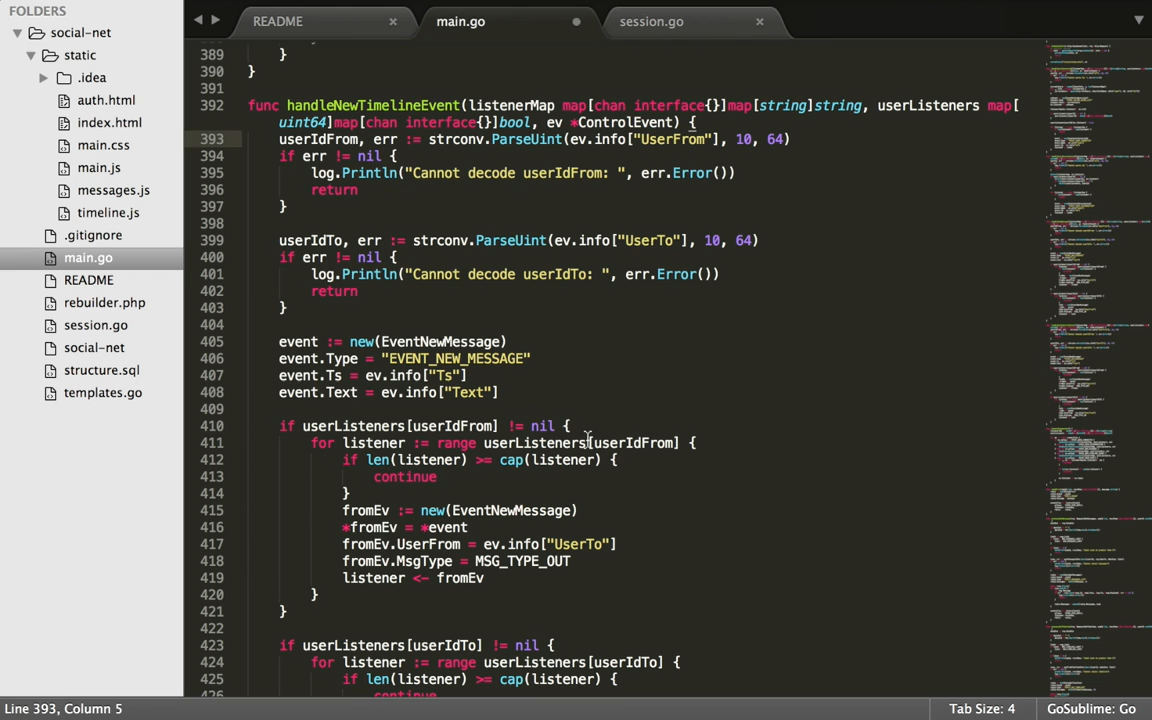 FOLDERS
social-net
static
.idea
auth.html
index.html
main.css
main.js
messages.js
timeline.js
.gitignore
main.go
README
rebuilder.php
session.go
social-net
structure.sql
templates.go
README
main.go
session.go
389 }
390 }
391
392 func handleNewTimelineEvent(listenerMap map[chan interface{}]map[string]string, userListeners map[
uint64]map[chan interface{}]bool, ev *ControlEvent) {
393 userIdFrom, err := strconv.ParseUint(ev.info["UserFrom"], 10, 64)
394 if err != nil {
395 log.Println("Cannot decode userIdFrom: ", err.Error())
396 return
397 }
398
399 userIdTo, err := strconv.ParseUint(ev.info["UserTo"], 10, 64)
400 if err != nil {
401 log.Println("Cannot decode userIdTo: ", err.Error())
402 return
403 }
404
405 event := new(EventNewMessage)
406 event.Type = "EVENT_NEW_MESSAGE"
407 event.Ts = ev.info["Ts"]
408 event.Text = ev.info["Text"]
409
410 if userListeners[userIdFrom] != nil {
411 for listener := range userListeners[userIdFrom] {
412 if len(listener) >= cap(listener) {
413 continue
414 }
415 fromEv := new(EventNewMessage)
416 *fromEv = *event
417 fromEv.UserFrom = ev.info["UserTo"]
418 fromEv.MsgType = MSG_TYPE_OUT
419 listener <- fromEv
420 }
421 }
422
423 if userListeners[userIdTo] != nil {
424 for listener := range userListeners[userIdTo] {
425 if len(listener) >= cap(listener) {
426 continue
Line 393, Column 5
Tab Size: 4
GoSublime: Go